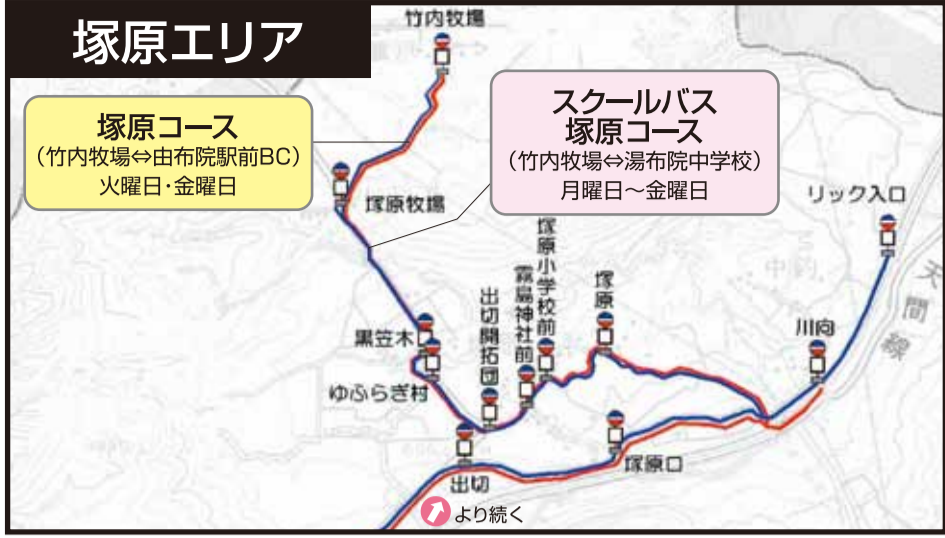 塚原エリア
竹内牧場
塚原コース
(竹内牧場⇔由布院駅前BC)
火曜日・金曜日
スクールバス
塚原コース
(竹内牧場⇔湯布院中学校)
月曜日～金曜日
塚原牧場
リック入口
天間線
中釣
塚原小学校前
霧島神社前
塚原
出切開拓団
川向
黒笠木
ゆふらぎ村
塚原口
出切
より続く